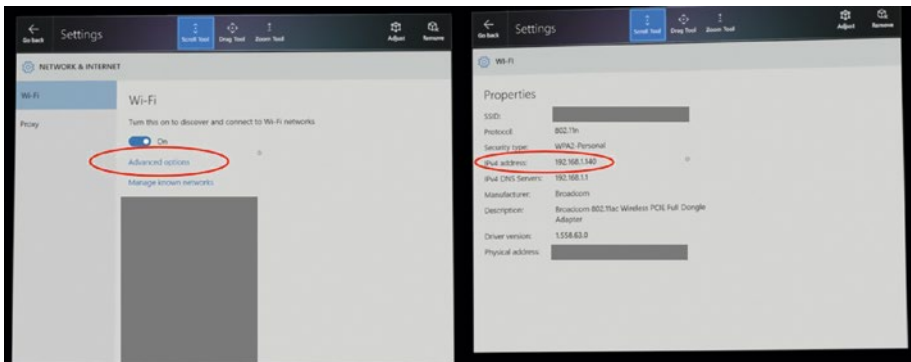 Go back
Settings
Scroll Tool
Drag Tool
Zoom Tool
Adjust
Remove
NETWORK & INTERNET
Wi-Fi
Proxy
Wi-Fi
Turn this on to discover and connect to Wi-Fi networks
On
Advanced options
Manage known networks
Go back
Settings
Scroll Tool
Drag Tool
Zoom Tool
Adjust
Remove
Wi-Fi
Properties
SSID:
Protocol: 802.11n
Security type: WPA2-Personal
IPv4 address: 192.168.1.140
IPv4 DNS Servers: 192.168.1.1
Manufacturer: Broadcom
Description: Broadcom 802.11ac Wireless PCIE Full Dongle
Adapter
Driver version: 1.558.63.0
Physical address: